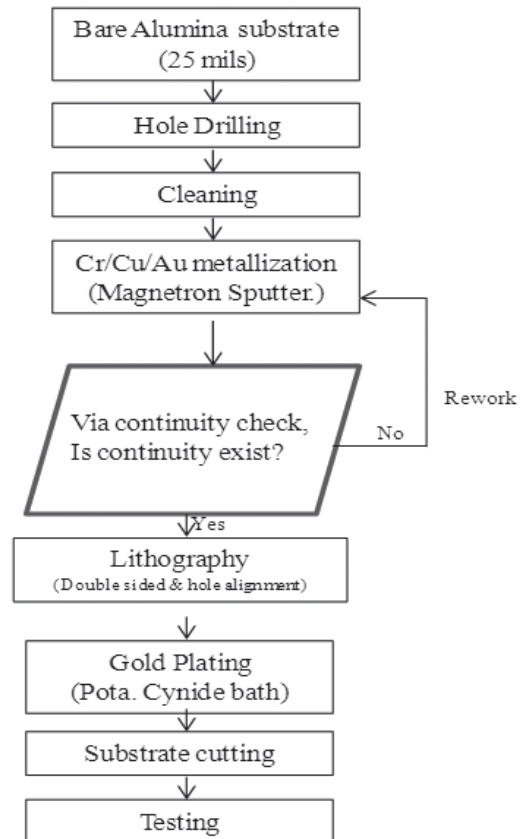 Bare Alumina substrate
(25 mils)
Hole Drilling
Cleaning
Cr/Cu/Au metallization
(Magnetron Sputter.)
Rework
Via continuity check,
No
Is continuity exist?
Yes
Lithography
(Double sided & hole alignment)
Gold Plating
(Pota. Cynide bath)
Substrate cutting
Testing